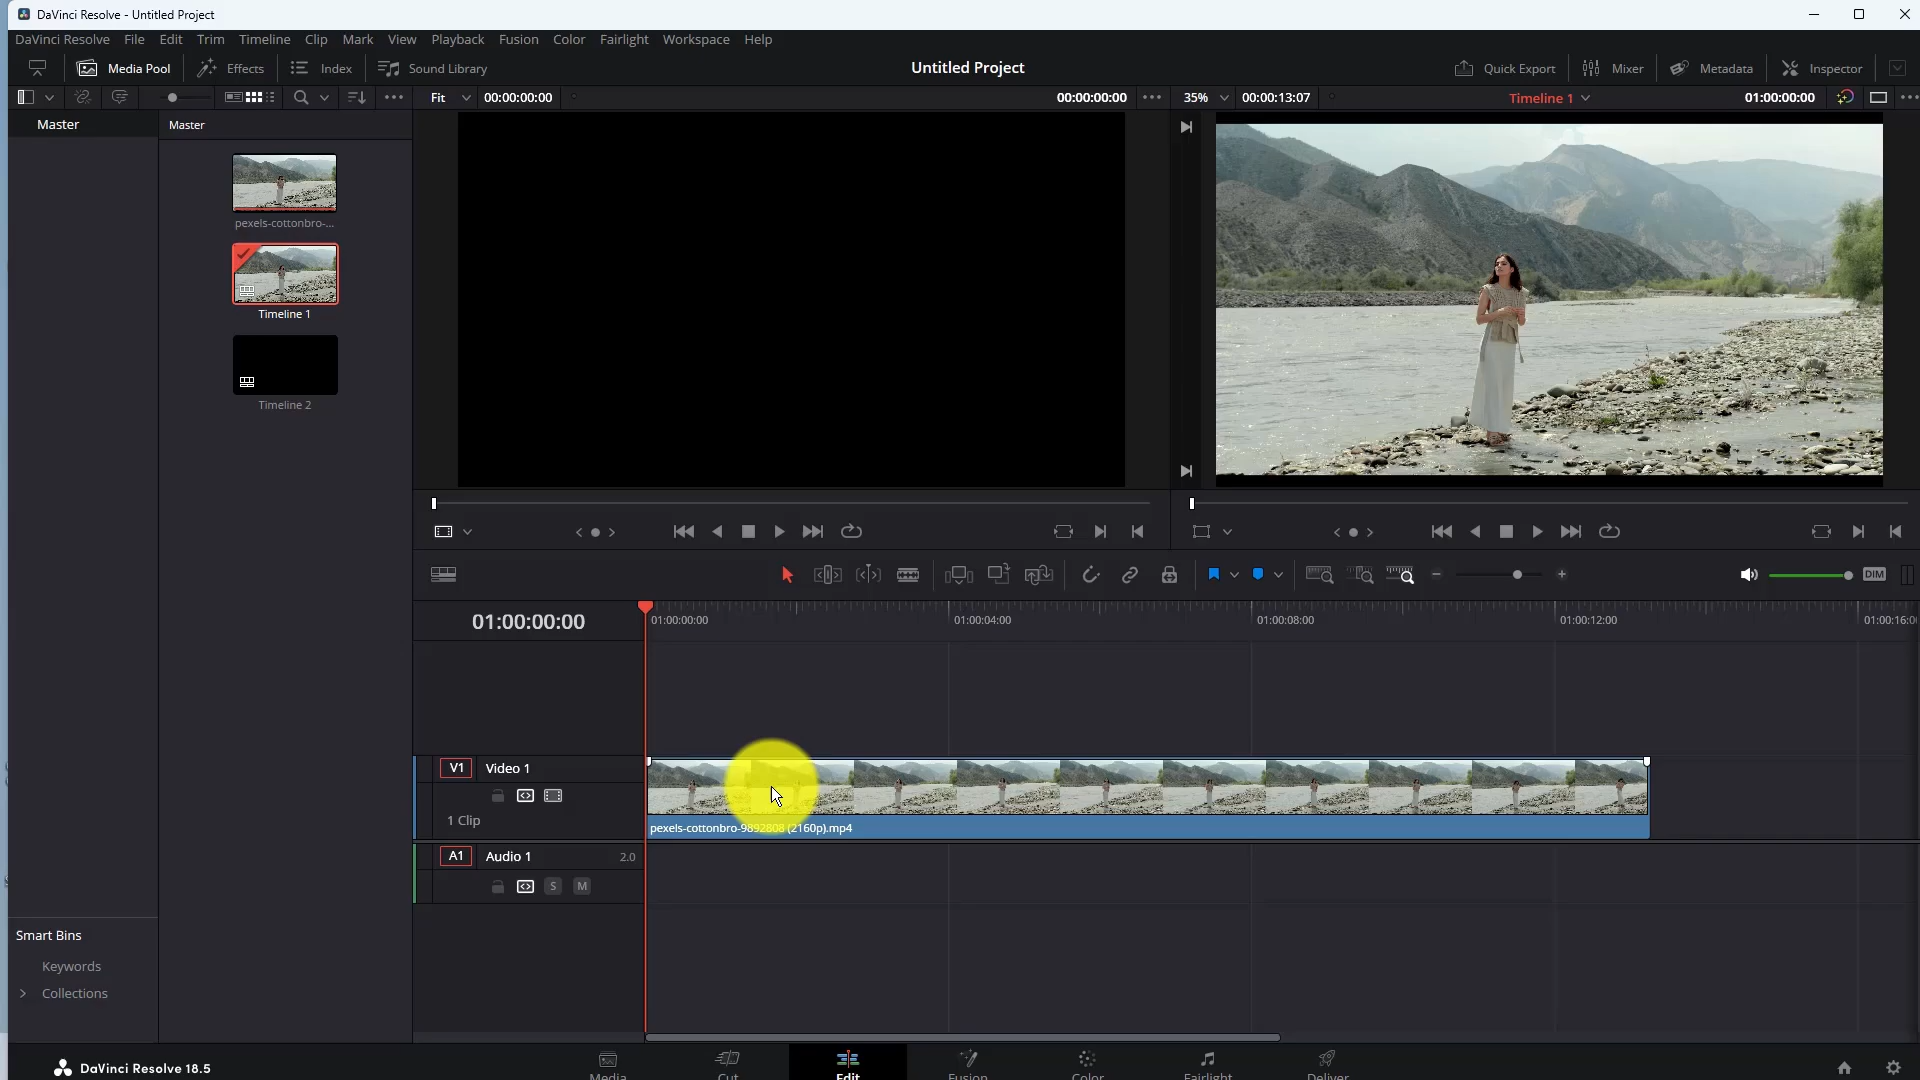 DaVinci Resolve - Untitled Project
DaVinci Resolve File Edit Trim Timeline Clip Mark View Playback Fusion Color Fairlight Workspace Help
Media Pool Effects Index Sound Library Untitled Project Quick Export Mixer Metadata Inspector
Fit 00:00:00:00 00:00:00:00 35% 00:00:13:07 Timeline 1 01:00:00:00
Master Master
pexels-cottonbro-...
Timeline 1
Timeline 2
DIM
01:00:00:00 01:00:00:00 01:00:04:00 01:00:08:00 01:00:12:00 01:00:16:0
V1 Video 1
1 Clip
pexels-cottonbro-9892808 (2160p).mp4
A1 Audio 1 2.0
S M
Smart Bins
Keywords
Collections
DaVinci Resolve 18.5 Media Cut Edit Fusion Color Fairlight Deliver